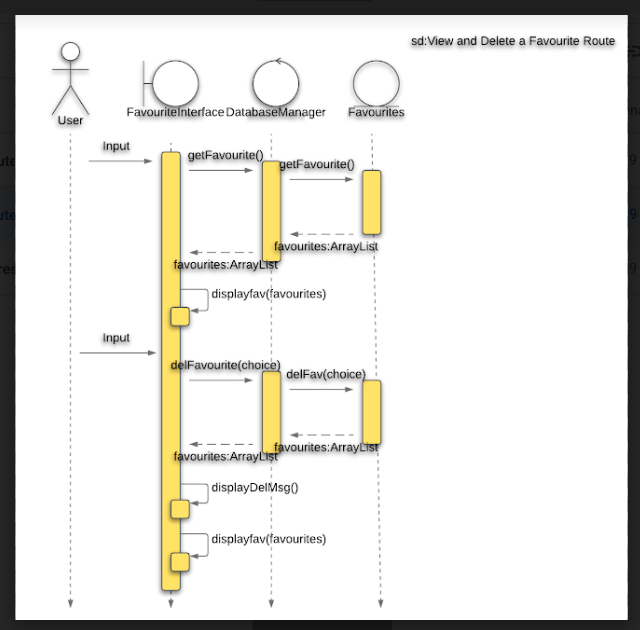 sd:View and Delete a Favourite Route
User
FavouriteInterface
DatabaseManager
Favourites
Input
getFavourite()
getFavourite()
favourites:ArrayList
favourites:ArrayList
displayfav(favourites)
Input
delFavourite(choice)
delFav(choice)
favourites:ArrayList
favourites:ArrayList
displayDelMsg()
displayfav(favourites)